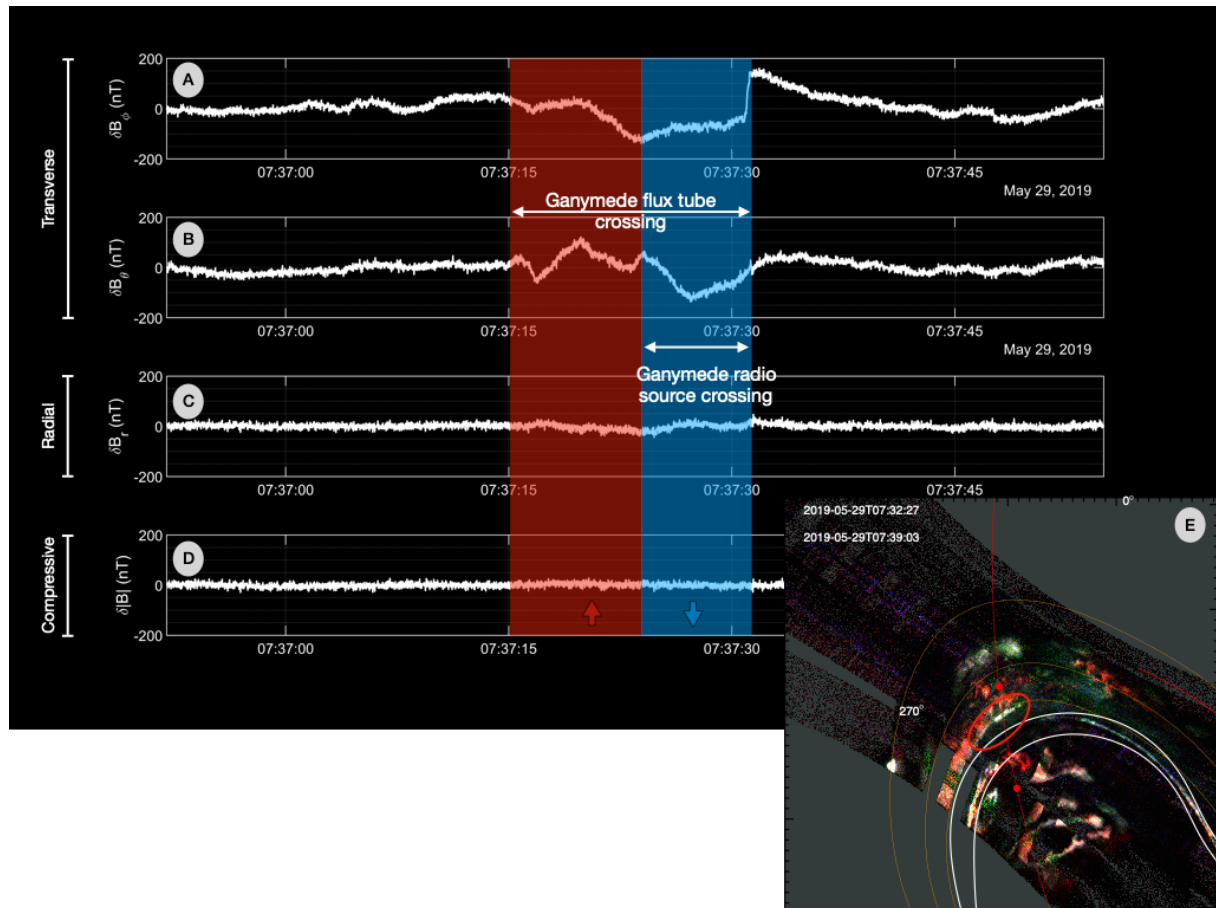 A
Transverse
δB_ϕ (nT)
200
0
-200
07:37:00
07:37:15
07:37:30
07:37:45
May 29, 2019
Ganymede flux tube
crossing
B
δB_θ (nT)
200
0
-200
07:37:00
07:37:15
07:37:30
07:37:45
May 29, 2019
Ganymede radio
source crossing
C
Radial
δB_r (nT)
200
0
-200
07:37:00
07:37:15
07:37:30
07:37:45
D
Compressive
δ|B| (nT)
200
0
-200
07:37:00
07:37:15
07:37:30
0°
E
2019-05-29T07:32:27
2019-05-29T07:39:03
270°